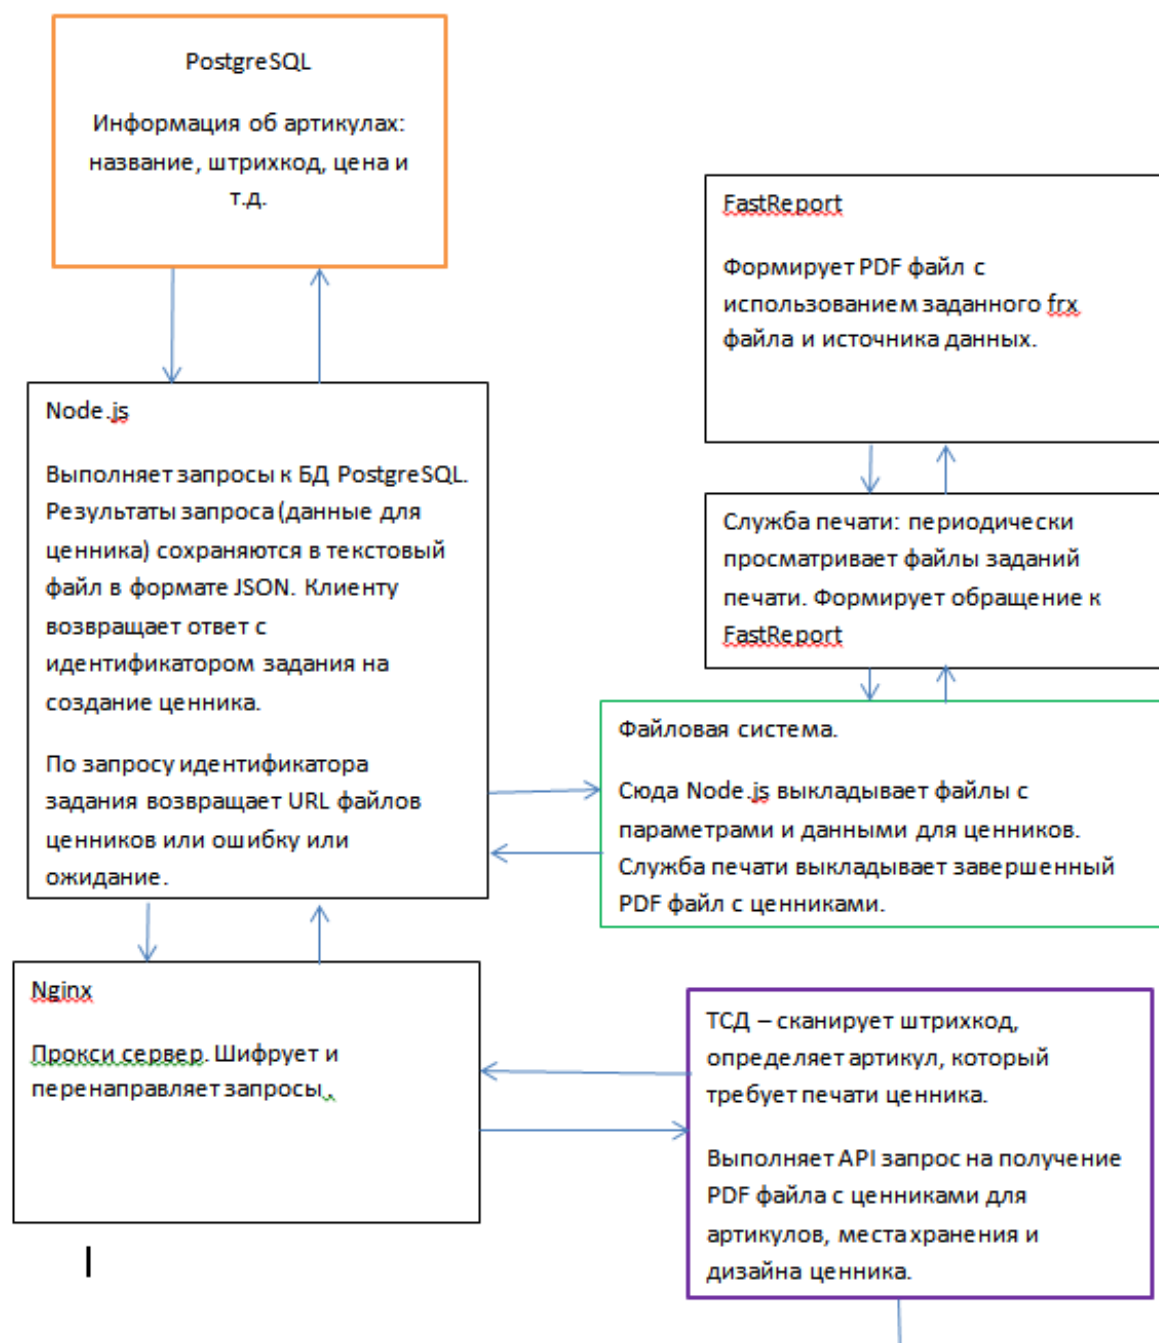 PostgreSQL
Информация об артикулах:
название, штрихкод, цена и
т.д.
FastReport
Формирует PDF файл с
использованием заданного frx
файла и источника данных.
Node.js
Выполняет запросы к БД PostgreSQL.
Результаты запроса (данные для
ценника) сохраняются в текстовый
файл в формате JSON. Клиенту
возвращает ответ с
идентификатором задания на
создание ценника.
По запросу идентификатора
задания возвращает URL файлов
ценников или ошибку или
ожидание.
Служба печати: периодически
просматривает файлы заданий
печати. Формирует обращение к
FastReport
Файловая система.
Сюда Node.js выкладывает файлы с
параметрами и данными для ценников.
Служба печати выкладывает завершенный
PDF файл с ценниками.
Nginx
Прокси сервер. Шифрует и
перенаправляет запросы .
ТСД – сканирует штрихкод,
определяет артикул, который
требует печати ценника.
Выполняет API запрос на получение
PDF файла с ценниками для
артикулов, места хранения и
дизайна ценника.